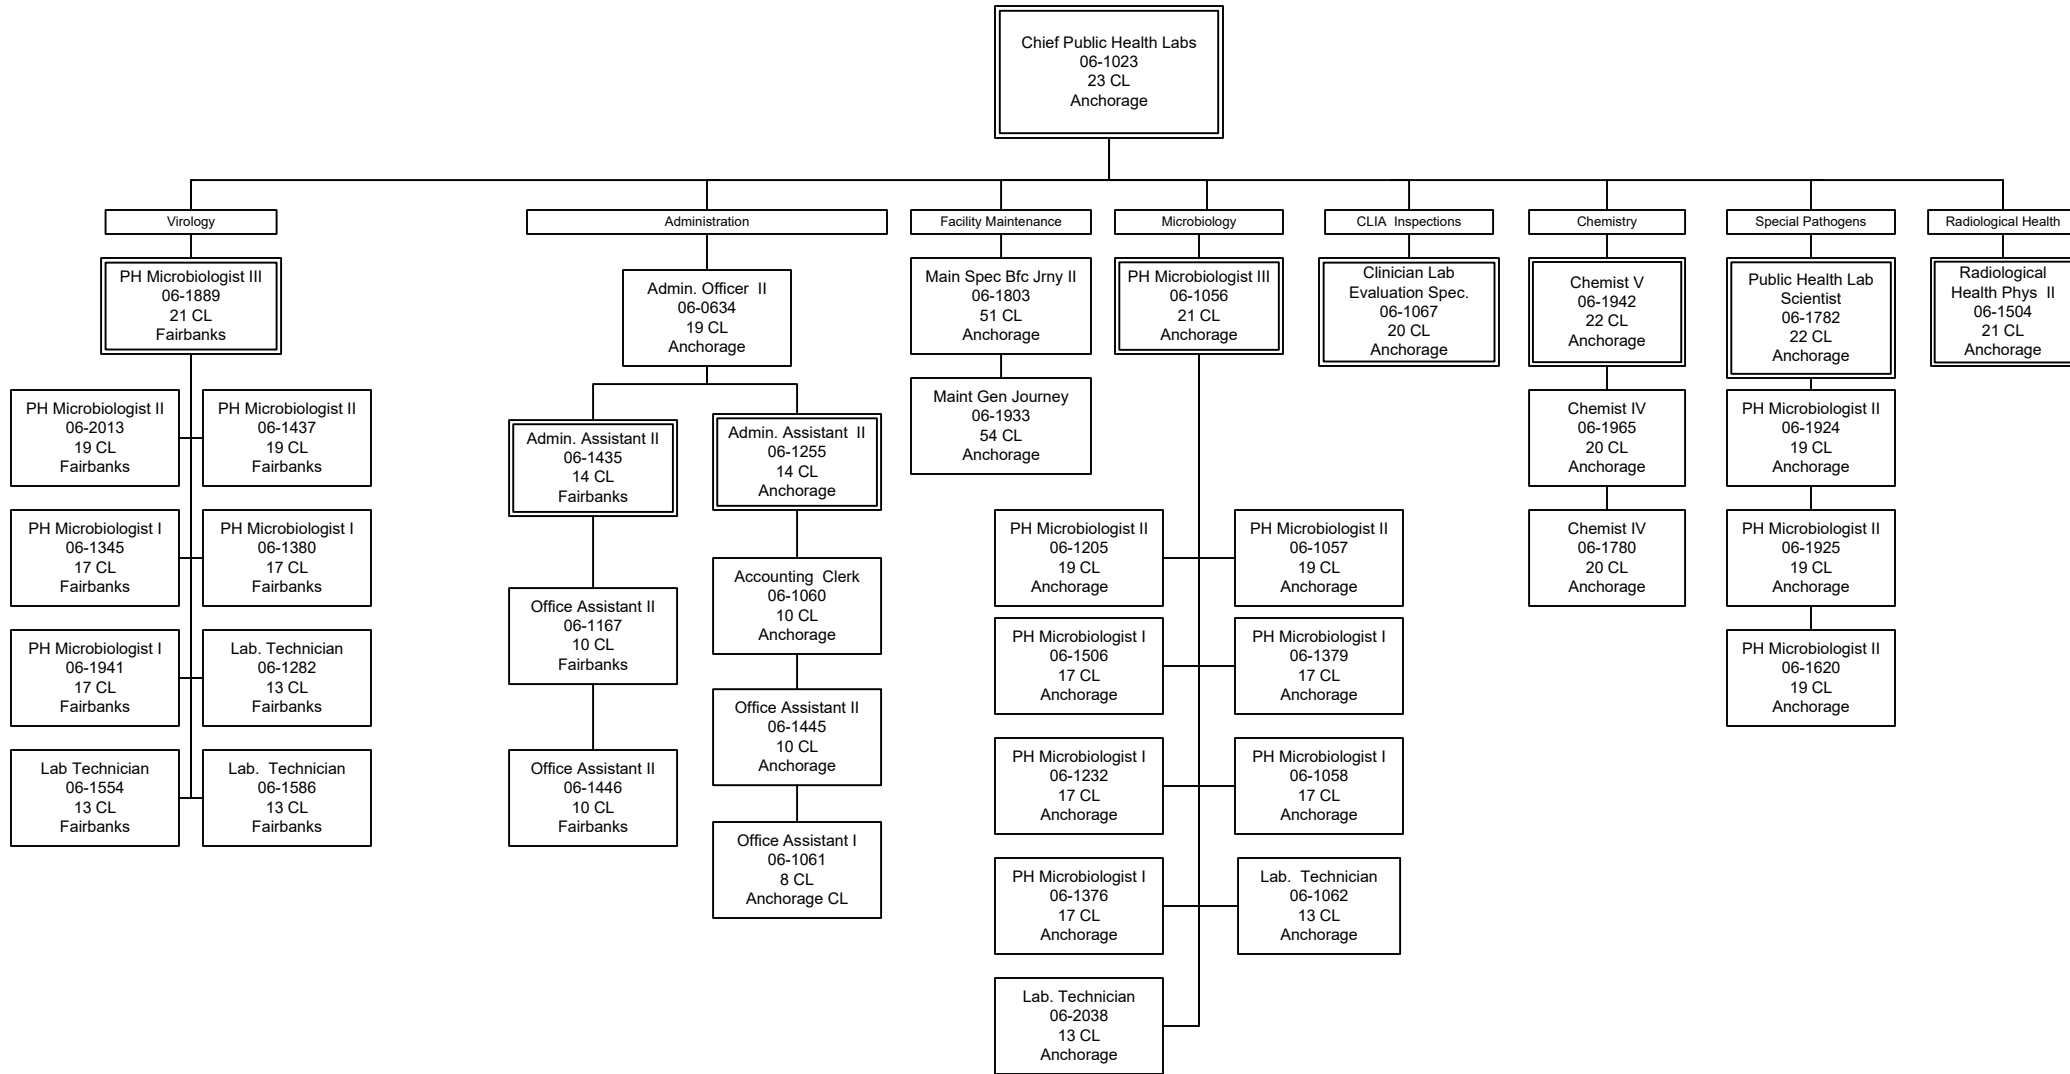 Chief Public Health Labs
06-1023
23 CL
Anchorage
Virology
Administration
Facility Maintenance
Microbiology
CLIA Inspections
Chemistry
Special Pathogens
Radiological Health
PH Microbiologist III
06-1889
21 CL
Fairbanks
PH Microbiologist II
06-2013
19 CL
Fairbanks
PH Microbiologist II
06-1437
19 CL
Fairbanks
PH Microbiologist I
06-1345
17 CL
Fairbanks
PH Microbiologist I
06-1380
17 CL
Fairbanks
PH Microbiologist I
06-1941
17 CL
Fairbanks
Lab. Technician
06-1282
13 CL
Fairbanks
Lab Technician
06-1554
13 CL
Fairbanks
Lab. Technician
06-1586
13 CL
Fairbanks
Admin. Officer II
06-0634
19 CL
Anchorage
Admin. Assistant II
06-1435
14 CL
Fairbanks
Office Assistant II
06-1167
10 CL
Fairbanks
Office Assistant II
06-1446
10 CL
Fairbanks
Admin. Assistant II
06-1255
14 CL
Anchorage
Accounting Clerk
06-1060
10 CL
Anchorage
Office Assistant II
06-1445
10 CL
Anchorage
Office Assistant I
06-1061
8 CL
Anchorage CL
Main Spec Bfc Jrny II
06-1803
51 CL
Anchorage
Maint Gen Journey
06-1933
54 CL
Anchorage
PH Microbiologist III
06-1056
21 CL
Anchorage
PH Microbiologist II
06-1205
19 CL
Anchorage
PH Microbiologist II
06-1057
19 CL
Anchorage
PH Microbiologist I
06-1506
17 CL
Anchorage
PH Microbiologist I
06-1379
17 CL
Anchorage
PH Microbiologist I
06-1232
17 CL
Anchorage
PH Microbiologist I
06-1058
17 CL
Anchorage
PH Microbiologist I
06-1376
17 CL
Anchorage
Lab. Technician
06-1062
13 CL
Anchorage
Lab. Technician
06-2038
13 CL
Anchorage
Clinician Lab
Evaluation Spec.
06-1067
20 CL
Anchorage
Chemist V
06-1942
22 CL
Anchorage
Chemist IV
06-1965
20 CL
Anchorage
Chemist IV
06-1780
20 CL
Anchorage
Public Health Lab
Scientist
06-1782
22 CL
Anchorage
PH Microbiologist II
06-1924
19 CL
Anchorage
PH Microbiologist II
06-1925
19 CL
Anchorage
PH Microbiologist II
06-1620
19 CL
Anchorage
Radiological
Health Phys II
06-1504
21 CL
Anchorage